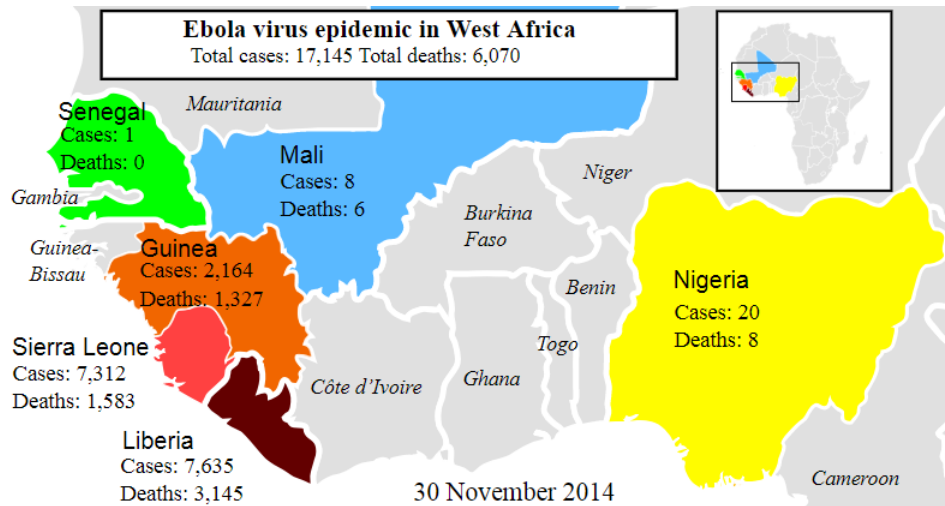 Ebola virus epidemic in West Africa
Total cases: 17,145 Total deaths: 6,070
Mauritania
Senegal
Cases: 1
Deaths: 0
Mali
Cases: 8
Deaths: 6
Niger
Gambia
Burkina
Faso
Guinea-
Bissau
Guinea
Cases: 2,164
Deaths: 1,327
Nigeria
Cases: 20
Deaths: 8
Benin
Togo
Sierra Leone
Cases: 7,312
Deaths: 1,583
Côte d’Ivoire
Ghana
Liberia
Cases: 7,635
Deaths: 3,145
30 November 2014
Cameroon